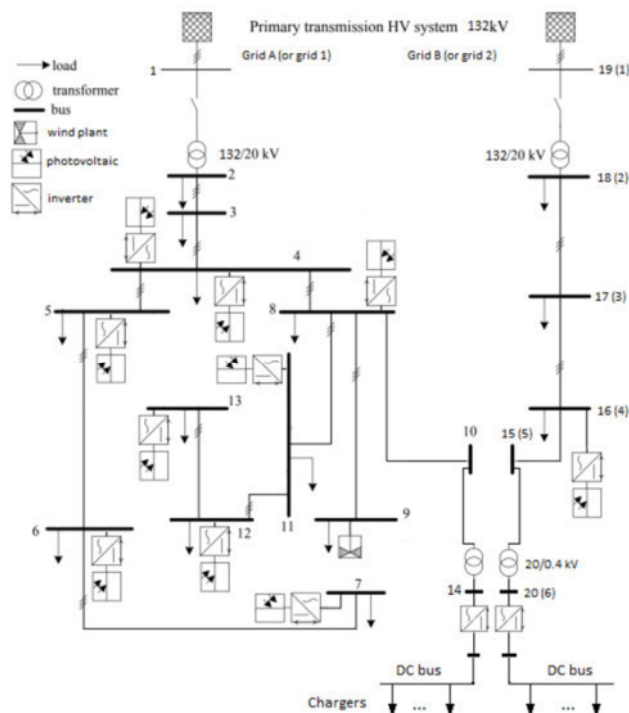 Primary transmission HV system 132kV
Grid A (or grid 1)
Grid B (or grid 2)
1
19 (1)
load
transformer
bus
wind plant
photovoltaic
inverter
132/20 kV
132/20 kV
2
18 (2)
3
4
17 (3)
5
8
13
16 (4)
10
15 (5)
6
12
11
9
7
20/0.4 kV
14
20 (6)
DC bus
DC bus
Chargers
...
...